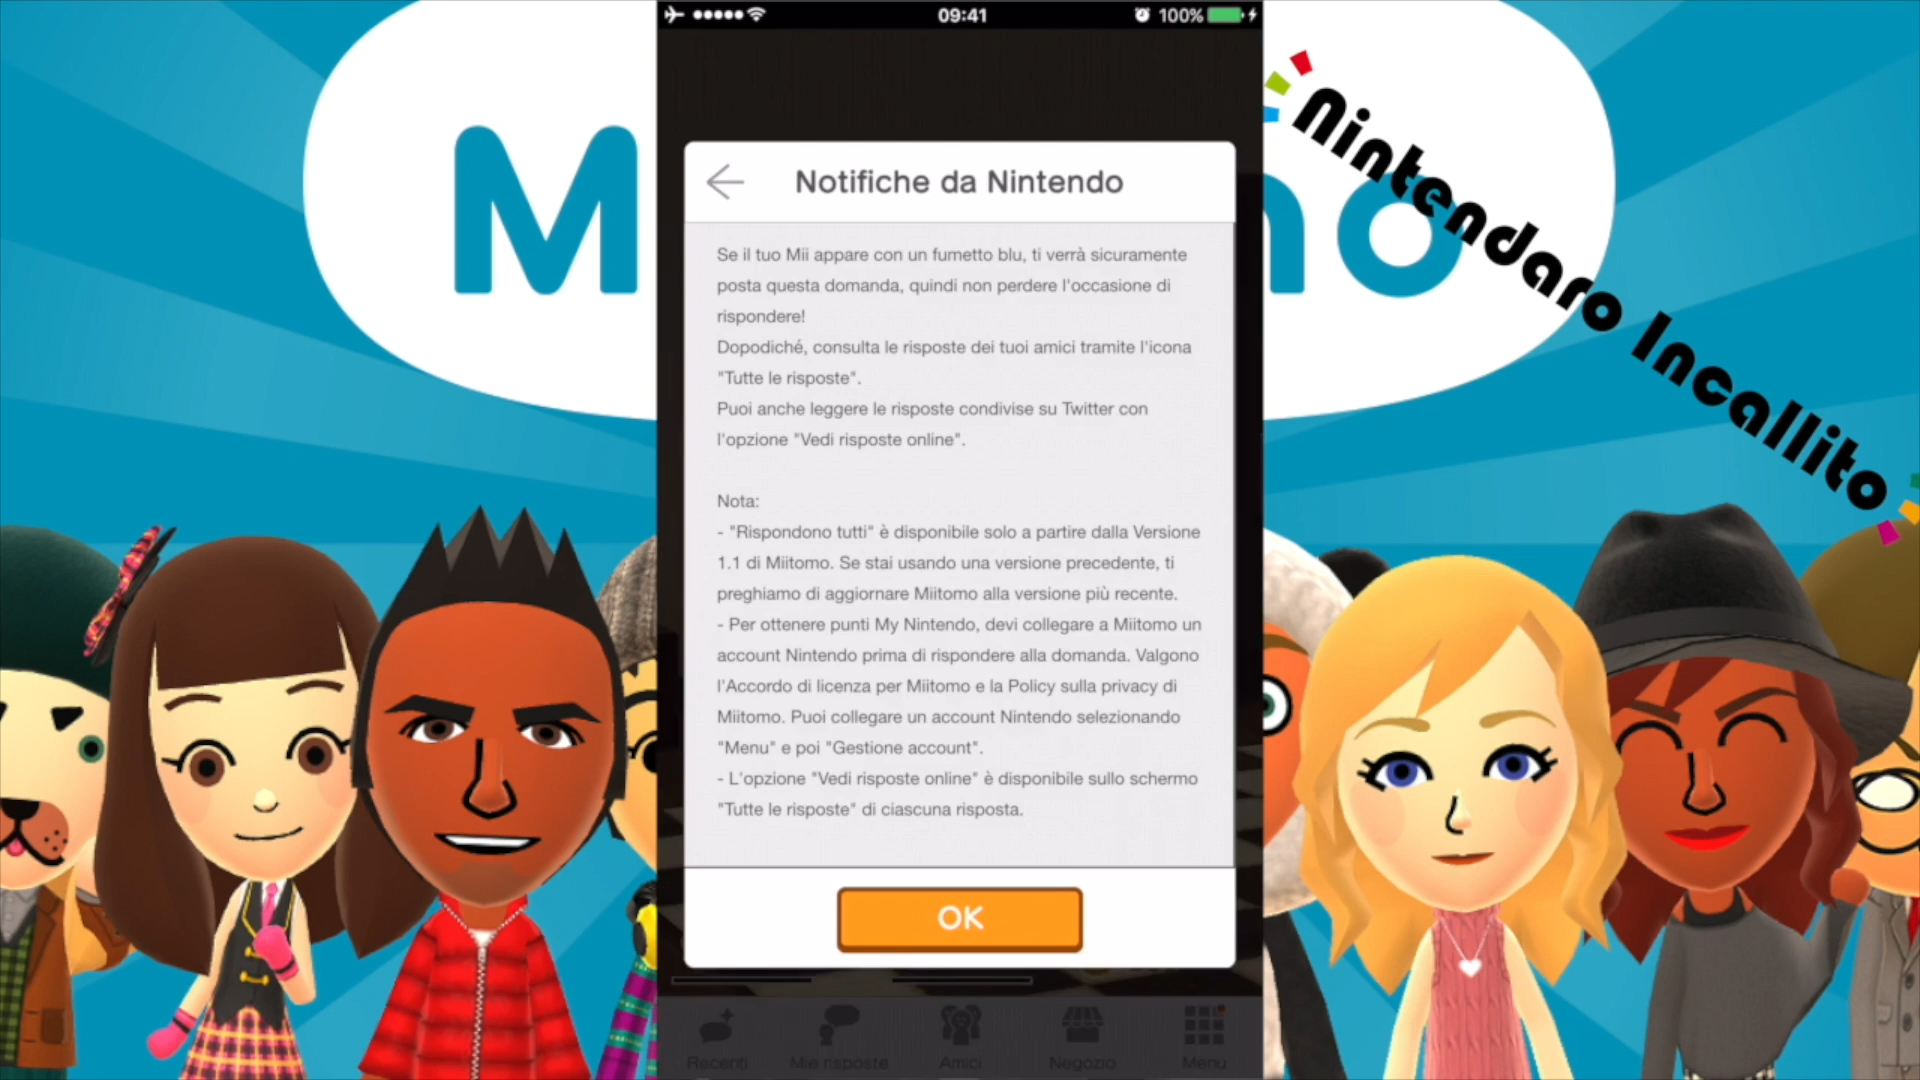 09:41
100%
Nintendaro Incallito
Notifiche da Nintendo
Se il tuo Mii appare con un fumetto blu, ti verrà sicuramente
posta questa domanda, quindi non perdere l'occasione di
rispondere!
Dopodiché, consulta le risposte dei tuoi amici tramite l'icona
"Tutte le risposte".
Puoi anche leggere le risposte condivise su Twitter con
l'opzione "Vedi risposte online".
Nota:
- "Rispondono tutti" è disponibile solo a partire dalla Versione
1.1 di Miitomo. Se stai usando una versione precedente, ti
preghiamo di aggiornare Miitomo alla versione più recente.
- Per ottenere punti My Nintendo, devi collegare a Miitomo un
account Nintendo prima di rispondere alla domanda. Valgono
l'Accordo di licenza per Miitomo e la Policy sulla privacy di
Miitomo. Puoi collegare un account Nintendo selezionando
"Menu" e poi "Gestione account".
- L'opzione "Vedi risposte online" è disponibile sullo schermo
"Tutte le risposte" di ciascuna risposta.
OK
Recenti Mie risposte Amici Negozio Menu